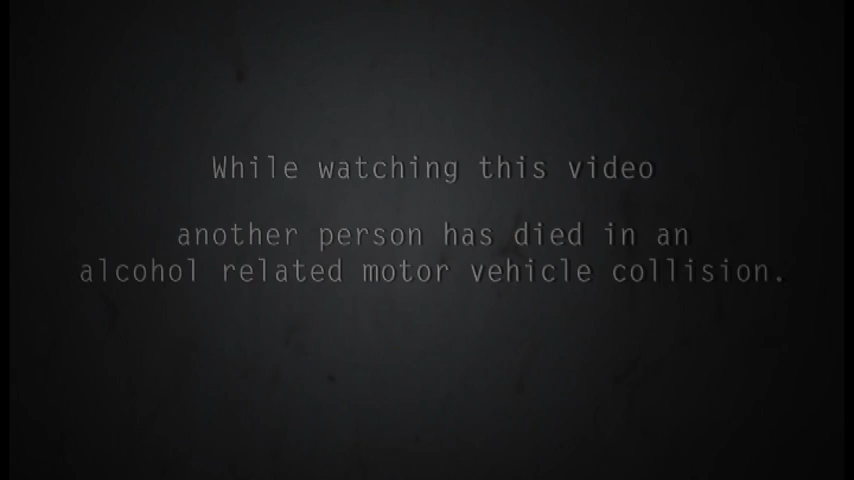 While watching this video
another person has died in an
alcohol related motor vehicle collision.